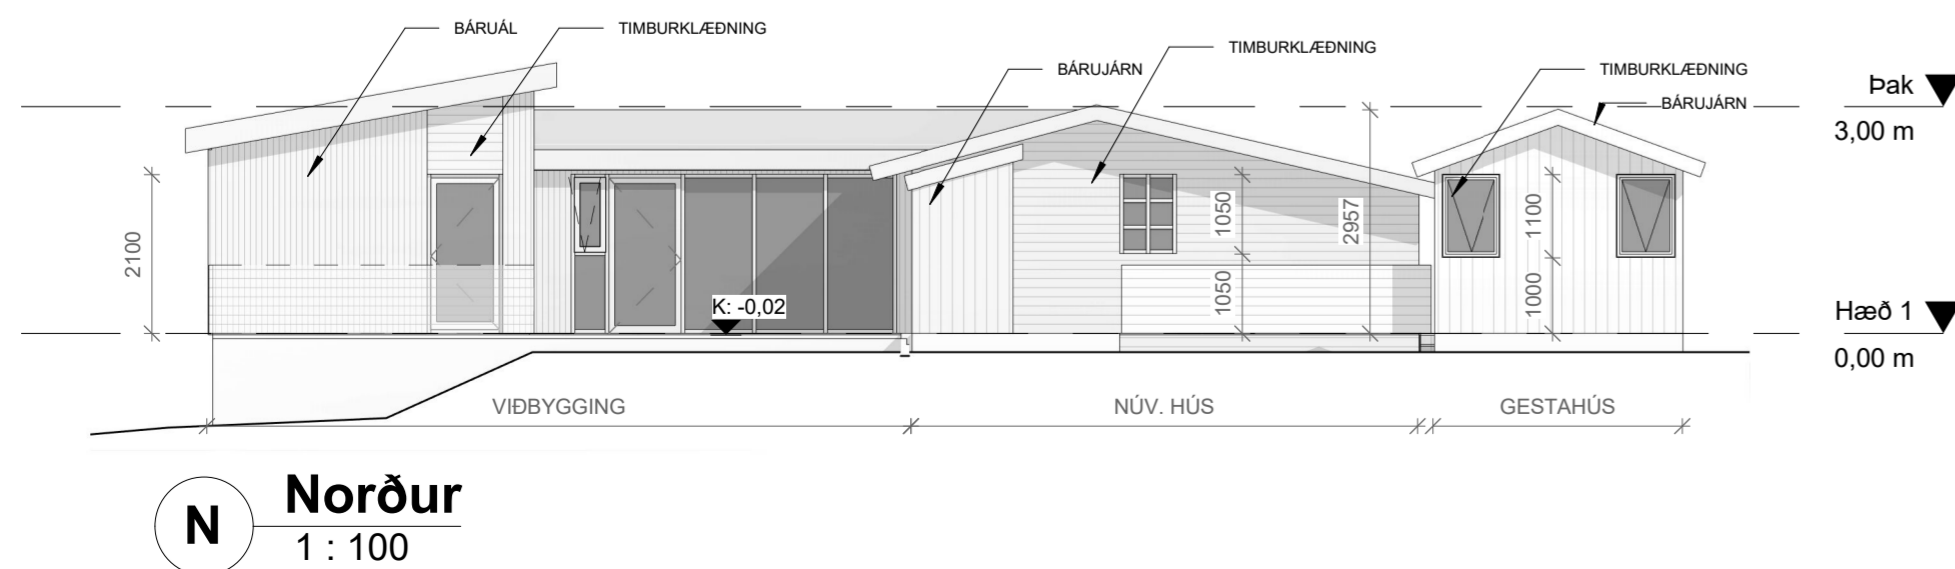 BÁRUÁL
TIMBURKLÆÐNING
BÁRUJÁRN
TIMBURKLÆÐNING
TIMBURKLÆÐNING
BÁRUJÁRN
Þak
3,00 m
2100
K: -0,02
1050
1050
2957
1100
1000
Hæð 1
0,00 m
VIÐBYGGING
NÚV. HÚS
GESTAHÚS
N
Norður
1 : 100